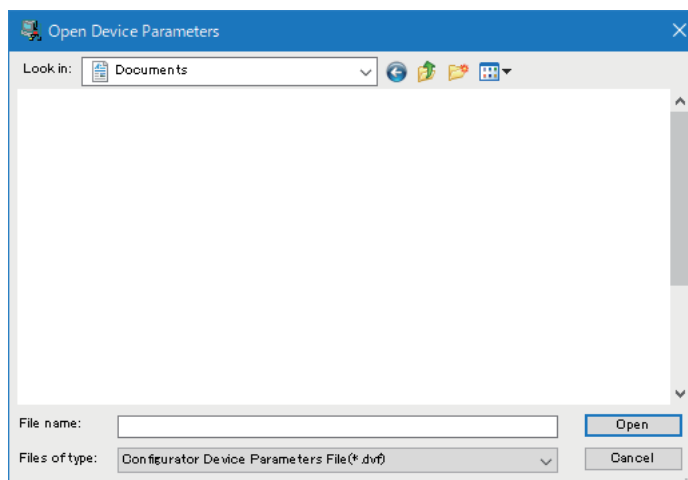 Open Device Parameters
Look in: Documents
File name:
Open
Files of type: Configurator Device Parameters File(*.dvf)
Cancel